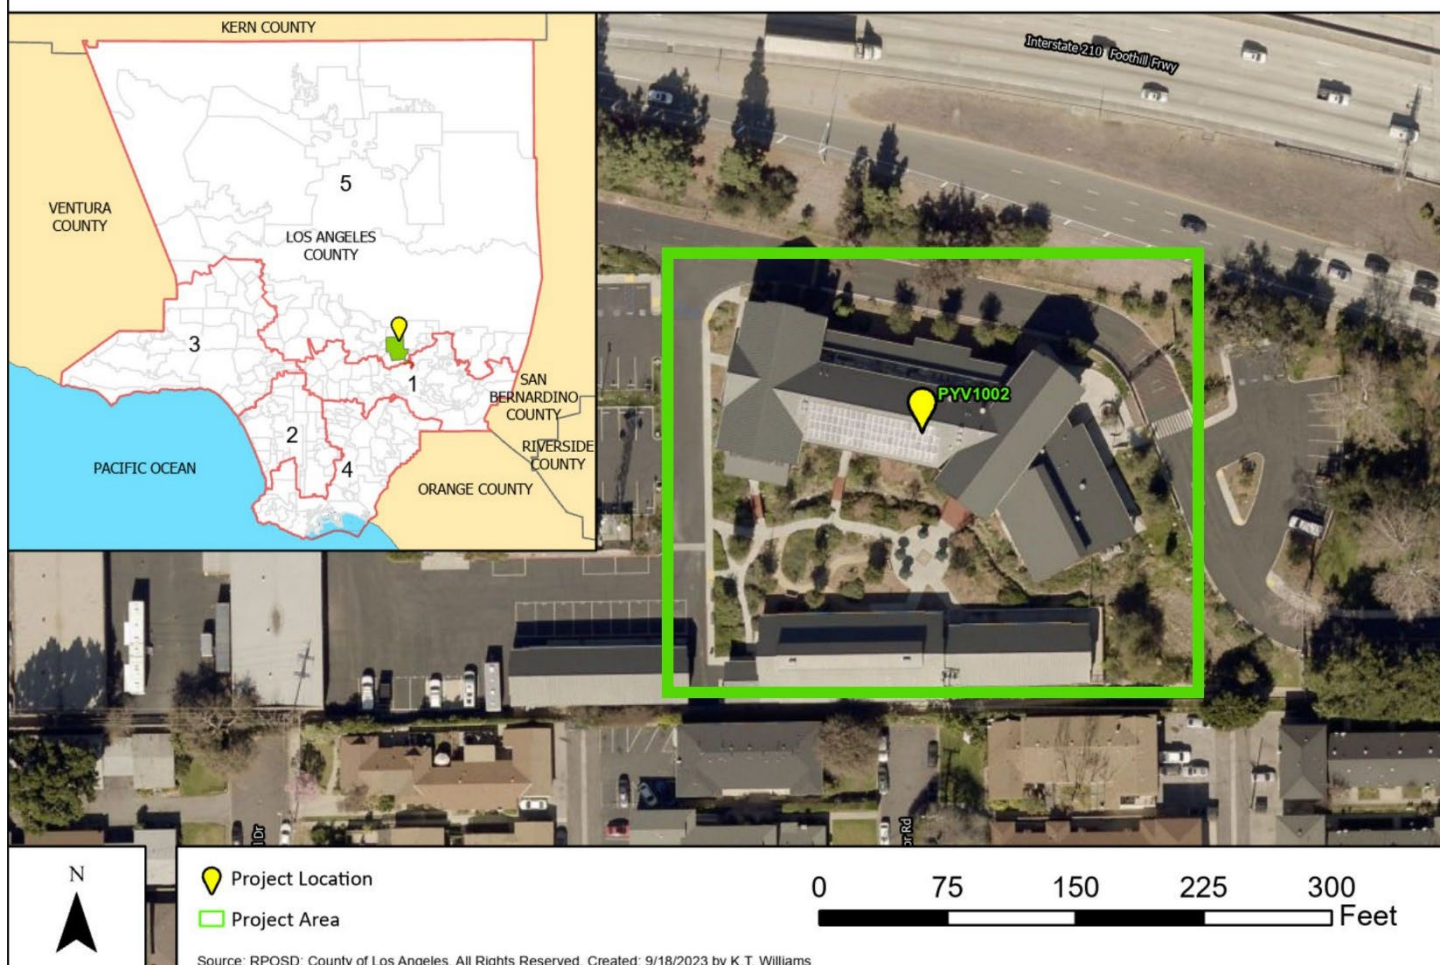 KERN COUNTY
Interstate 210 Foothill Frwy
5
VENTURA
COUNTY
LOS ANGELES
COUNTY
3
1
SAN
BERNARDINO
COUNTY
PYV1002
2
RIVERSIDE
COUNTY
4
PACIFIC OCEAN
ORANGE COUNTY
Dr
Rd
N
Project Location
Project Area
0 75 150 225 300
Feet
Source: RPOSD; County of Los Angeles, All Rights Reserved, Created: 9/18/2023 by K.T. Williams